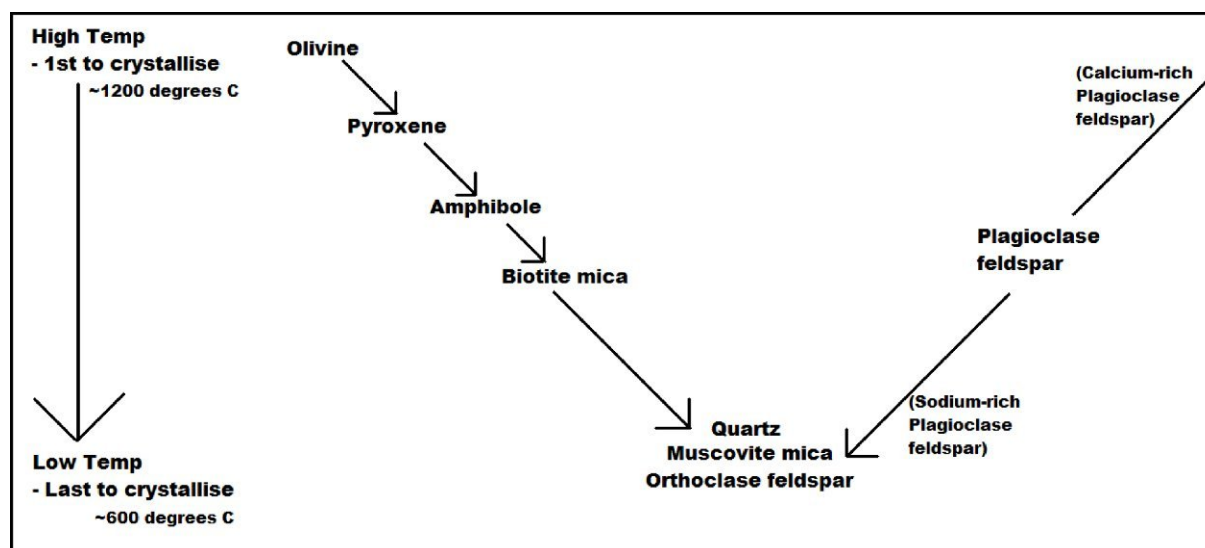 High Temp
- 1st to crystallise
~1200 degrees C
Olivine
Pyroxene
Amphibole
Biotite mica
(Calcium-rich
Plagioclase
feldspar)
Plagioclase
feldspar
(Sodium-rich
Plagioclase
feldspar)
Quartz
Muscovite mica
Orthoclase feldspar
Low Temp
- Last to crystallise
~600 degrees C